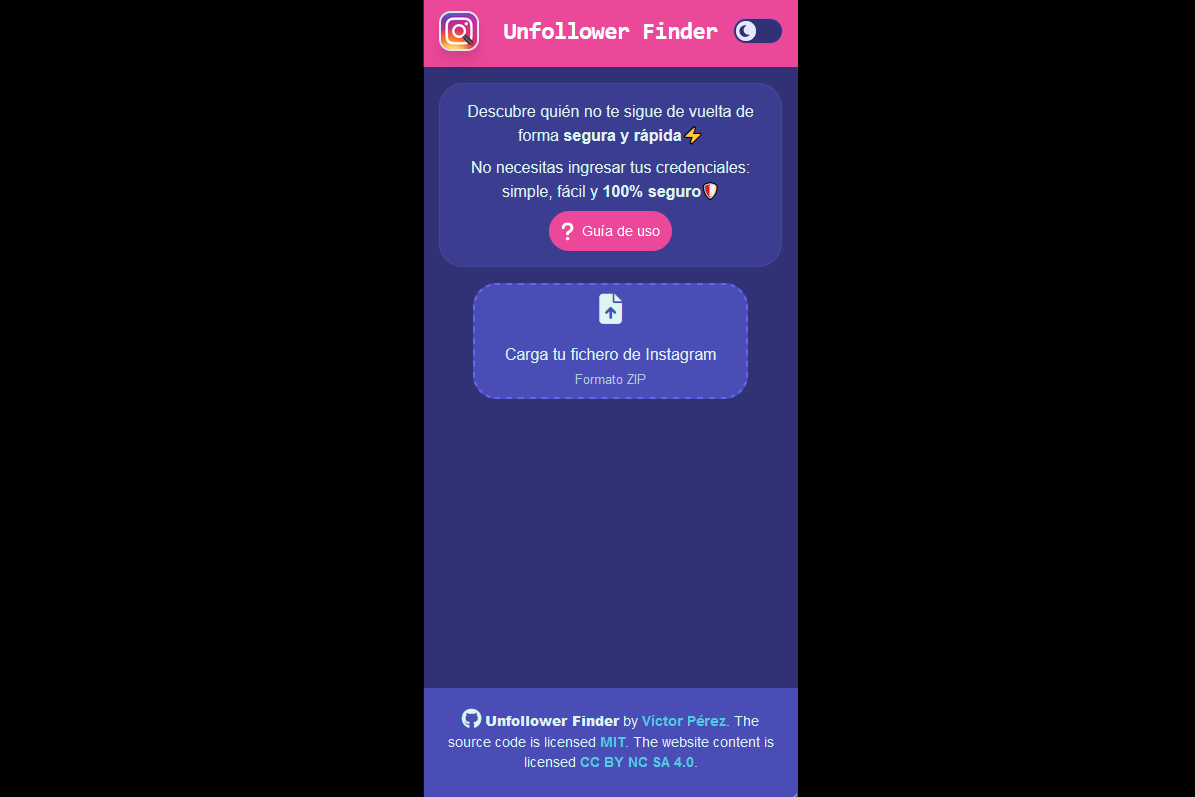 Unfollower Finder
Descubre quién no te sigue de vuelta de
forma segura y rápida⚡
No necesitas ingresar tus credenciales:
simple, fácil y 100% seguro🛡️
? Guía de uso
Carga tu fichero de Instagram
Formato ZIP
Unfollower Finder by Víctor Pérez. The
source code is licensed MIT. The website content is
licensed CC BY NC SA 4.0.